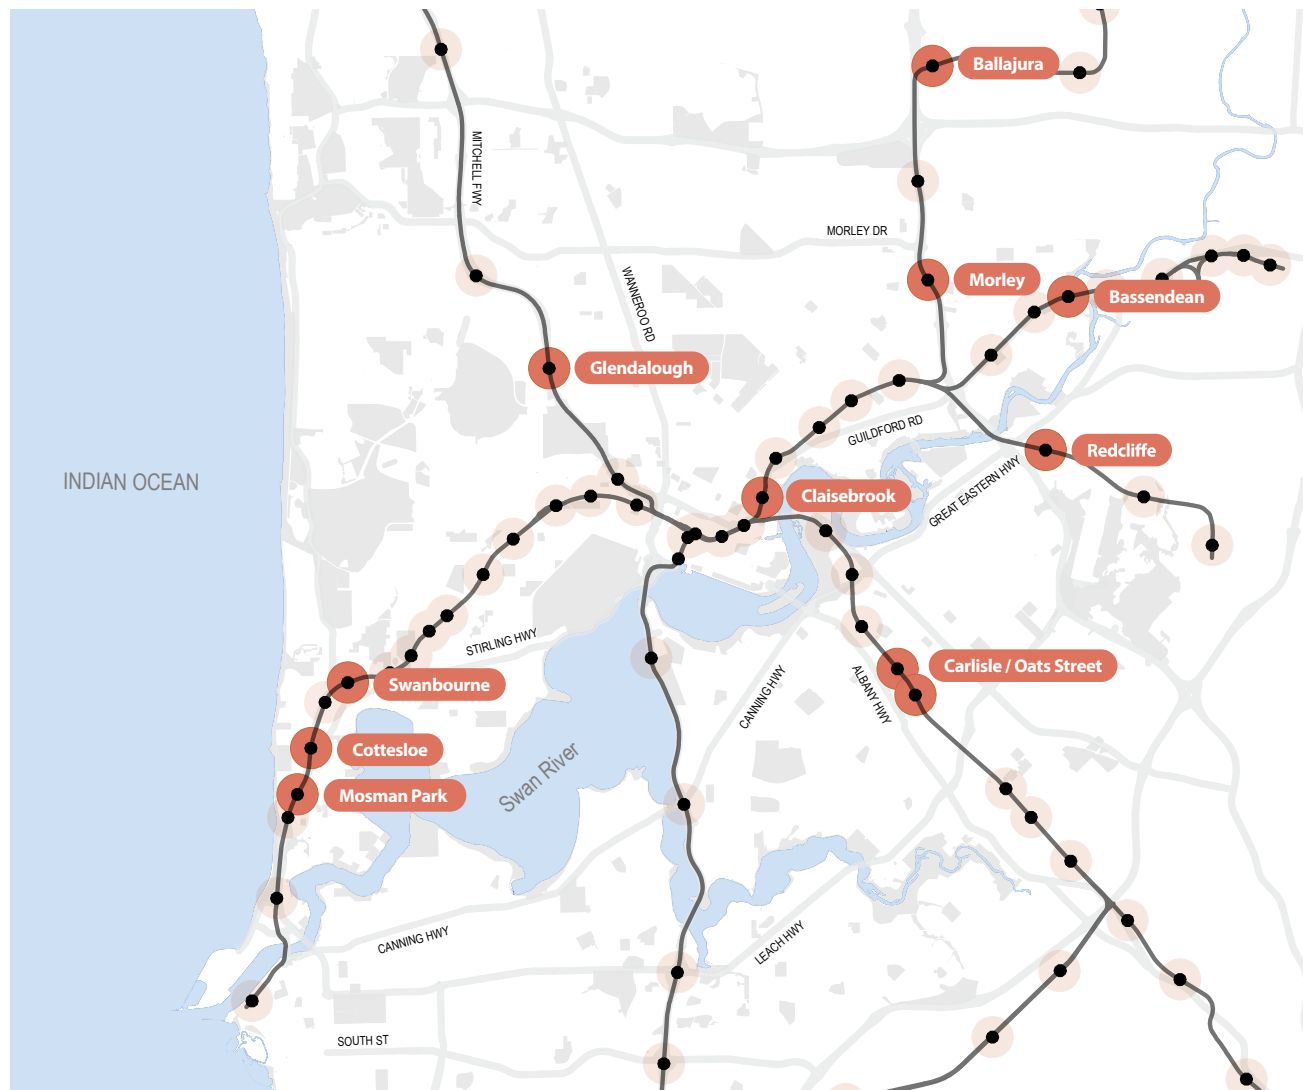 Ballajura
MITCHELL FWY
MORLEY DR
Morley
Bassendean
WANNEROO RD
Glendalough
GUILDFORD RD
Redcliffe
INDIAN OCEAN
Claisebrook
GREAT EASTERN HWY
STIRLING HWY
Carlisle / Oats Street
Swanbourne
CANNING HWY
ALBANY HWY
Cottesloe
Swan River
Mosman Park
CANNING HWY
LEACH HWY
SOUTH ST